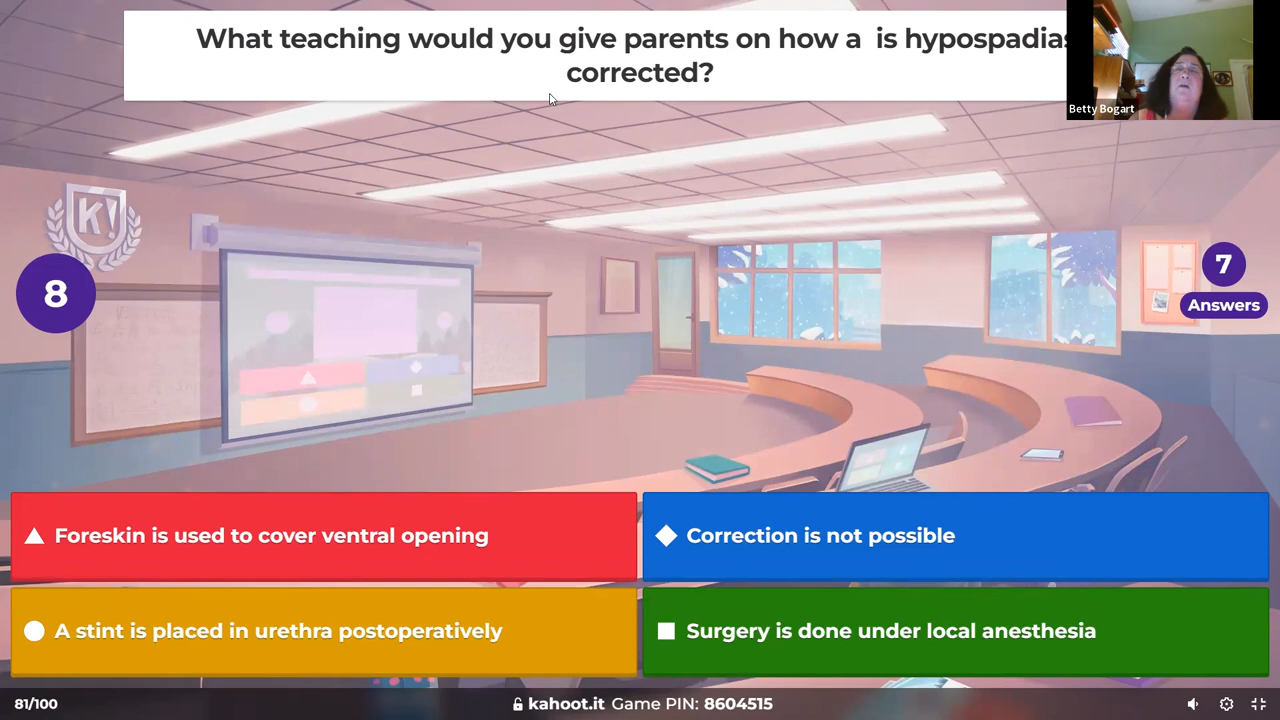 What teaching would you give parents on how a  is hypospadias
corrected?
Betty Bogart
K!
8
7
Answers
Foreskin is used to cover ventral opening
Correction is not possible
A stint is placed in urethra postoperatively
Surgery is done under local anesthesia
81/100
kahoot.it Game PIN: 8604515